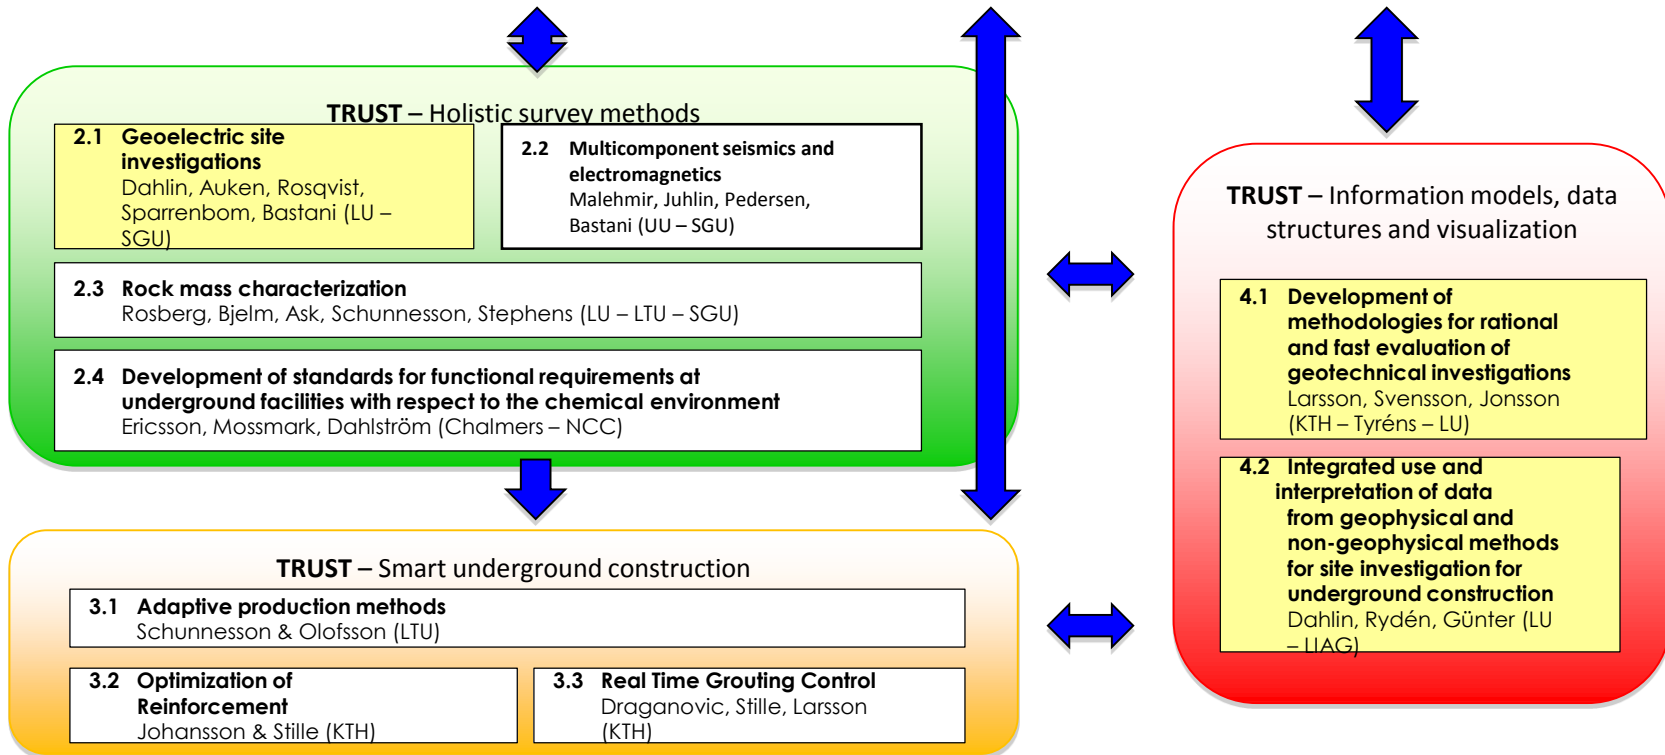 TRUST – Holistic survey methods
2.1 Geoelectric site
investigations
Dahlin, Auken, Rosqvist,
Sparrenbom, Bastani (LU –
SGU)
2.2 Multicomponent seismics and
electromagnetics
Malehmir, Juhlin, Pedersen,
Bastani (UU – SGU)
2.3 Rock mass characterization
Rosberg, Bjelm, Ask, Schunnesson, Stephens (LU – LTU – SGU)
2.4 Development of standards for functional requirements at
underground facilities with respect to the chemical environment
Ericsson, Mossmark, Dahlström (Chalmers – NCC)
TRUST – Smart underground construction
3.1 Adaptive production methods
Schunnesson & Olofsson (LTU)
3.2 Optimization of
Reinforcement
Johansson & Stille (KTH)
3.3 Real Time Grouting Control
Draganovic, Stille, Larsson
(KTH)
TRUST – Information models, data
structures and visualization
4.1 Development of
methodologies for rational
and fast evaluation of
geotechnical investigations
Larsson, Svensson, Jonsson
(KTH – Tyréns – LU)
4.2 Integrated use and
interpretation of data
from geophysical and
non-geophysical methods
for site investigation for
underground construction
Dahlin, Rydén, Günter (LU
– LIAG)